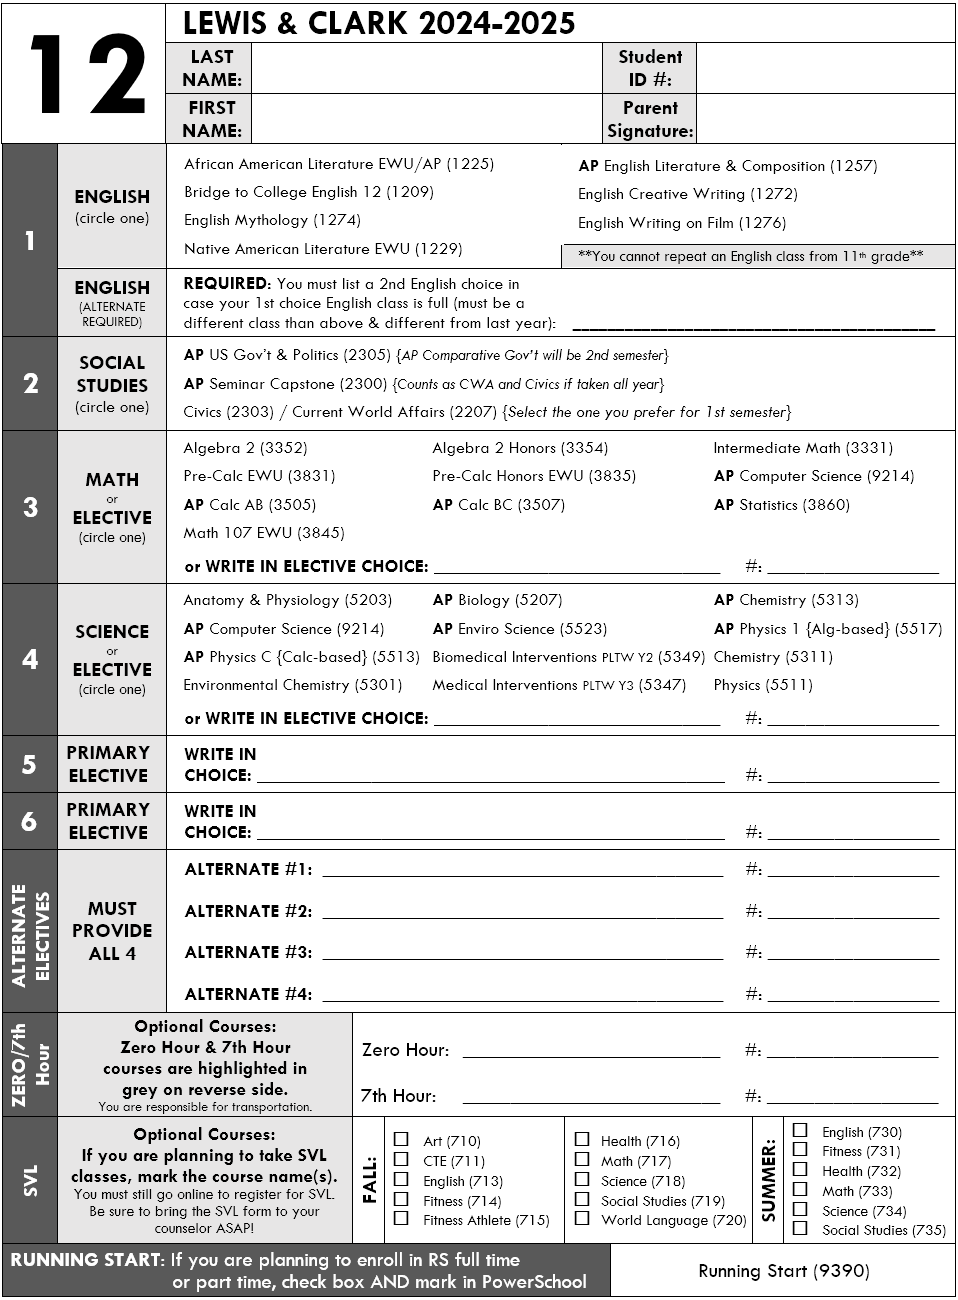 12
LEWIS & CLARK 2024-2025
LAST NAME:
Student ID #:
FIRST NAME:
Parent Signature:
1
ENGLISH
(circle one)
African American Literature EWU/AP (1225)
AP English Literature & Composition (1257)
Bridge to College English 12 (1209)
English Creative Writing (1272)
English Mythology (1274)
English Writing on Film (1276)
Native American Literature EWU (1229)
**You cannot repeat an English class from 11th grade**
ENGLISH
(ALTERNATE
REQUIRED)
REQUIRED: You must list a 2nd English choice in
case your 1st choice English class is full (must be a
different class than above & different from last year):
2
SOCIAL
STUDIES
(circle one)
AP US Gov't & Politics (2305) {AP Comparative Gov't will be 2nd semester}
AP Seminar Capstone (2300) {Counts as CWA and Civics if taken all year}
Civics (2303) / Current World Affairs (2207) {Select the one you prefer for 1st semester}
3
MATH
or
ELECTIVE
(circle one)
Algebra 2 (3352) Algebra 2 Honors (3354) Intermediate Math (3331)
Pre-Calc EWU (3831) Pre-Calc Honors EWU (3835) AP Computer Science (9214)
AP Calc AB (3505) AP Calc BC (3507) AP Statistics (3860)
Math 107 EWU (3845)
or WRITE IN ELECTIVE CHOICE: #:
4
SCIENCE
or
ELECTIVE
(circle one)
Anatomy & Physiology (5203) AP Biology (5207) AP Chemistry (5313)
AP Computer Science (9214) AP Enviro Science (5523) AP Physics 1 {Alg-based} (5517)
AP Physics C {Calc-based} (5513) Biomedical Interventions PLTW Y2 (5349) Chemistry (5311)
Environmental Chemistry (5301) Medical Interventions PLTW Y3 (5347) Physics (5511)
or WRITE IN ELECTIVE CHOICE: #:
5
PRIMARY
ELECTIVE
WRITE IN
CHOICE: #:
6
PRIMARY
ELECTIVE
WRITE IN
CHOICE: #:
ALTERNATE
ELECTIVES
MUST
PROVIDE
ALL 4
ALTERNATE #1: #:
ALTERNATE #2: #:
ALTERNATE #3: #:
ALTERNATE #4: #:
ZERO/7th
Hour
Optional Courses:
Zero Hour & 7th Hour
courses are highlighted in
grey on reverse side.
You are responsible for transportation.
Zero Hour: #:
7th Hour: #:
SVL
Optional Courses:
If you are planning to take SVL
classes, mark the course name(s).
You must still go online to register for SVL.
Be sure to bring the SVL form to your
counselor ASAP!
FALL:
Art (710)
CTE (711)
English (713)
Fitness (714)
Fitness Athlete (715)
Health (716)
Math (717)
Science (718)
Social Studies (719)
World Language (720)
SUMMER:
English (730)
Fitness (731)
Health (732)
Math (733)
Science (734)
Social Studies (735)
RUNNING START: If you are planning to enroll in RS full time
or part time, check box AND mark in PowerSchool
Running Start (9390)